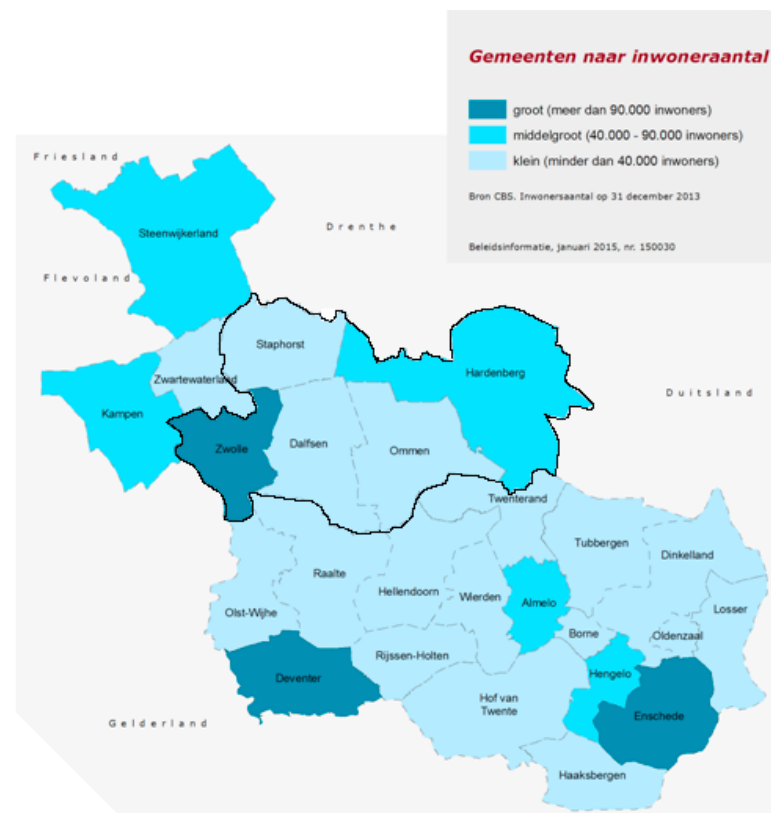 Gemeenten naar inwoneraantal
groot (meer dan 90.000 inwoners)
middelgroot (40.000 - 90.000 inwoners)
klein (minder dan 40.000 inwoners)
Bron CBS. Inwonersaantal op 31 december 2013
Beleidsinformatie, januari 2015, nr. 150030
Friesland
Drenthe
Steenwijkerland
Flevoland
Staphorst
Hardenberg
Zwartewaterland
Duitsland
Kampen
Zwolle
Dalfsen
Ommen
Twenterand
Tubbergen
Dinkelland
Raalte
Hellendoorn
Wierden
Almelo
Losser
Olst-Wijhe
Borne
Oldenzaal
Rijssen-Holten
Hengelo
Deventer
Hof van
Twente
Enschede
Gelderland
Haaksbergen